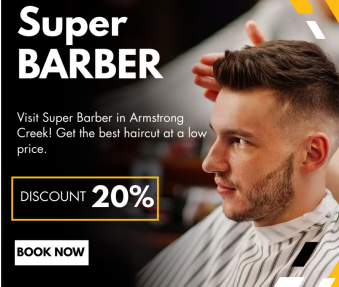 Super
BARBER
Visit Super Barber in Armstrong
Creek! Get the best haircut at a low
price.
DISCOUNT 20%
BOOK NOW